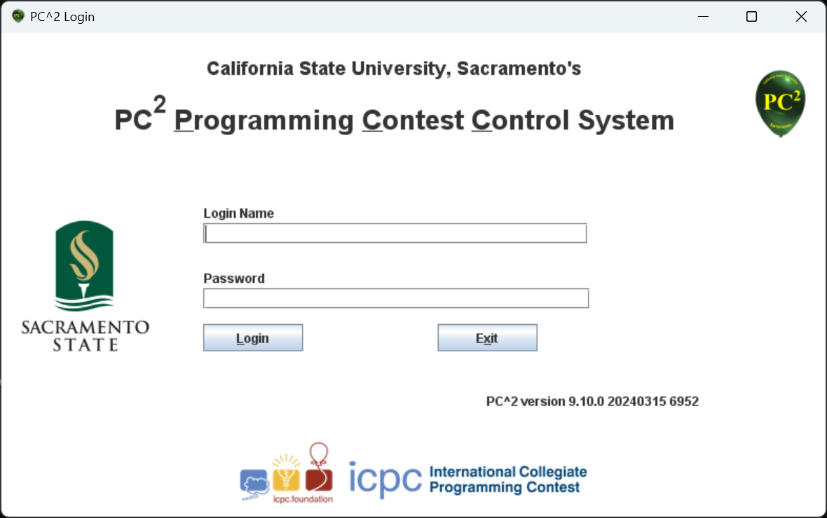 PC^2 Login
California State University, Sacramento's
PC² Programming Contest Control System
PC²
Login Name
Password
Login
Exit
SACRAMENTO
STATE
PC^2 version 9.10.0 20240315 6952
icpc.foundation
icpc International Collegiate
Programming Contest